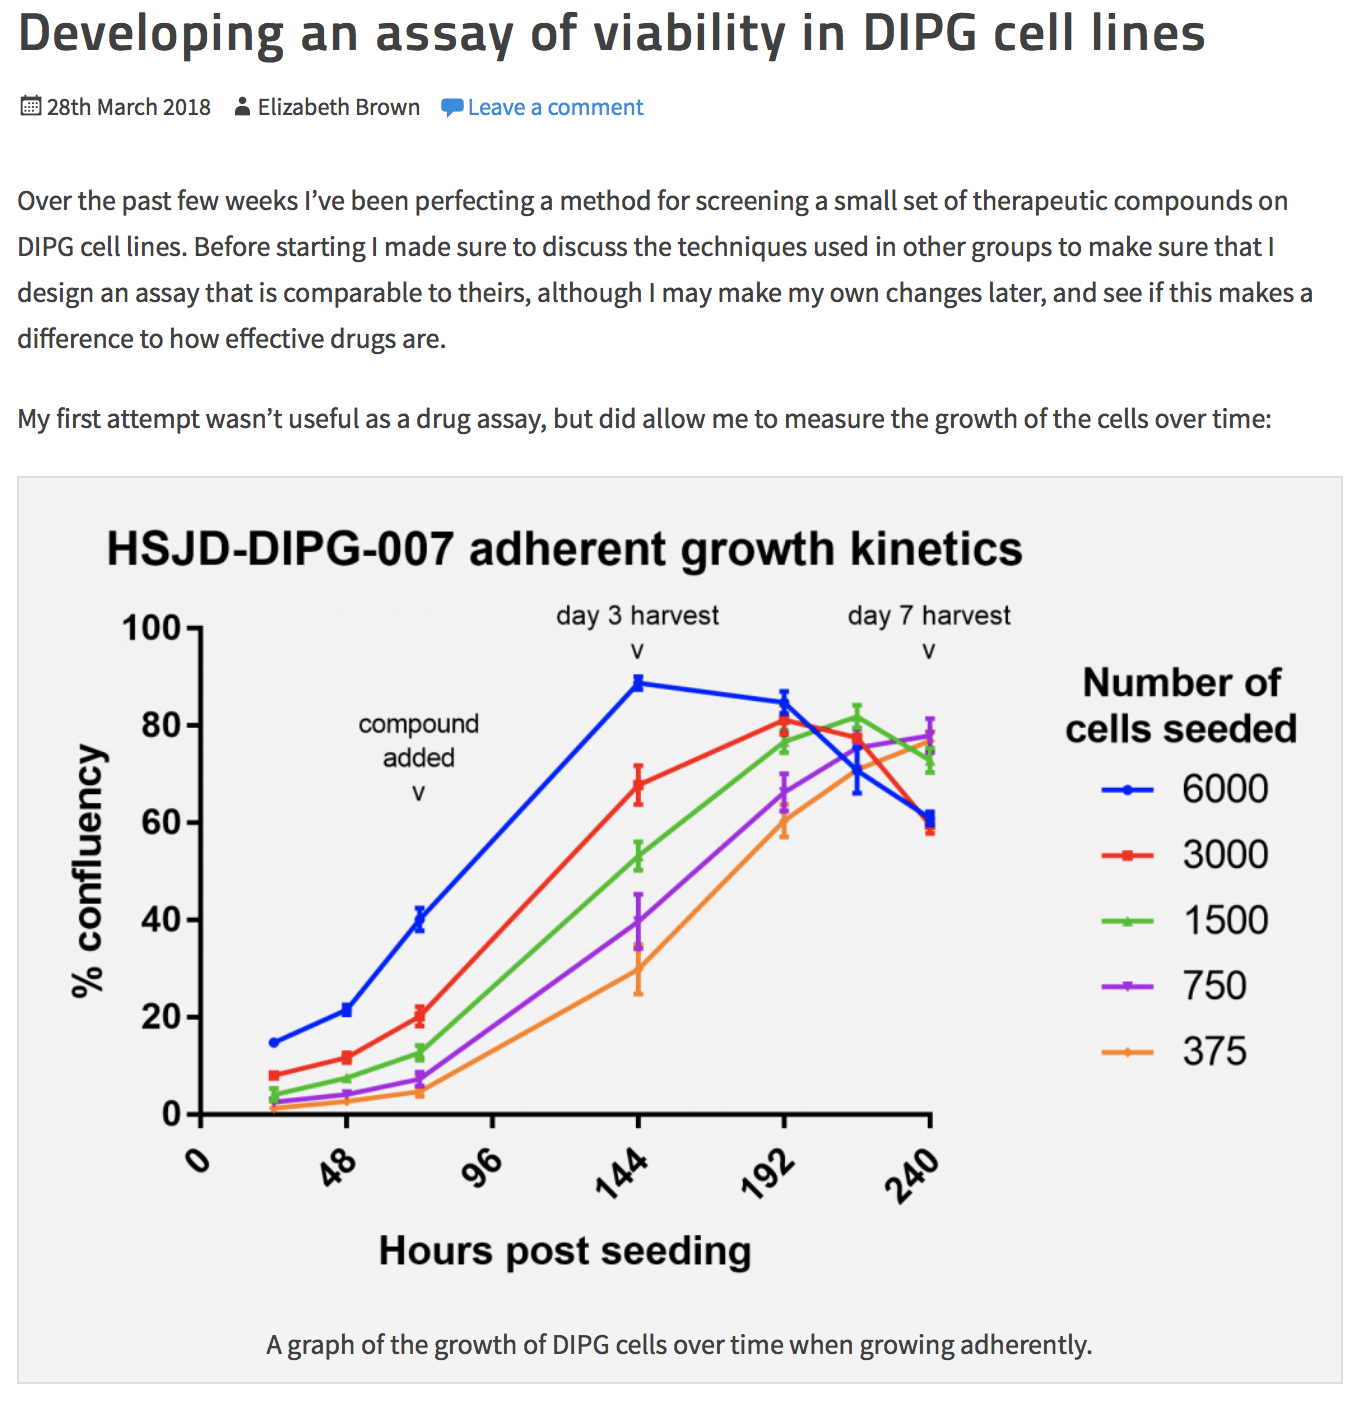 Developing an assay of viability in DIPG cell lines
28th March 2018 Elizabeth Brown Leave a comment
Over the past few weeks I’ve been perfecting a method for screening a small set of therapeutic compounds on
DIPG cell lines. Before starting I made sure to discuss the techniques used in other groups to make sure that I
design an assay that is comparable to theirs, although I may make my own changes later, and see if this makes a
difference to how effective drugs are.
My first attempt wasn’t useful as a drug assay, but did allow me to measure the growth of the cells over time:
HSJD-DIPG-007 adherent growth kinetics
day 3 harvest
v
day 7 harvest
v
compound
added
v
% confluency
100
80
60
40
20
0
0
48
96
144
192
240
Hours post seeding
Number of
cells seeded
6000
3000
1500
750
375
A graph of the growth of DIPG cells over time when growing adherently.